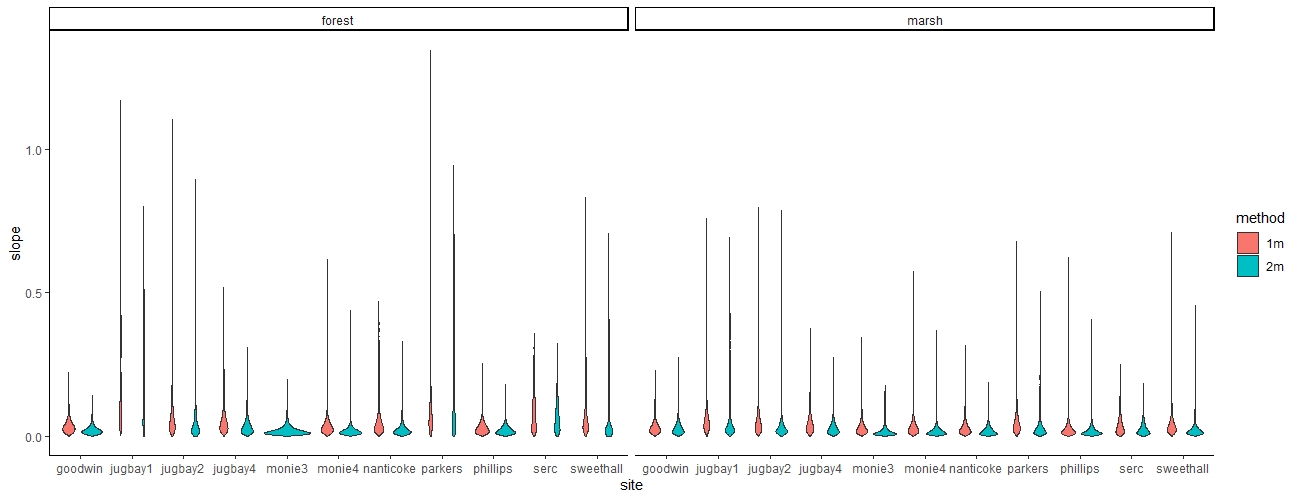 forest marsh
1.0
0.5
0.0
slope
goodwin jugbay1 jugbay2 jugbay4 monie3 monie4 nanticoke parkers phillips serc sweethall goodwin jugbay1 jugbay2 jugbay4 monie3 monie4 nanticoke parkers phillips serc sweethall
site
method
1m
2m